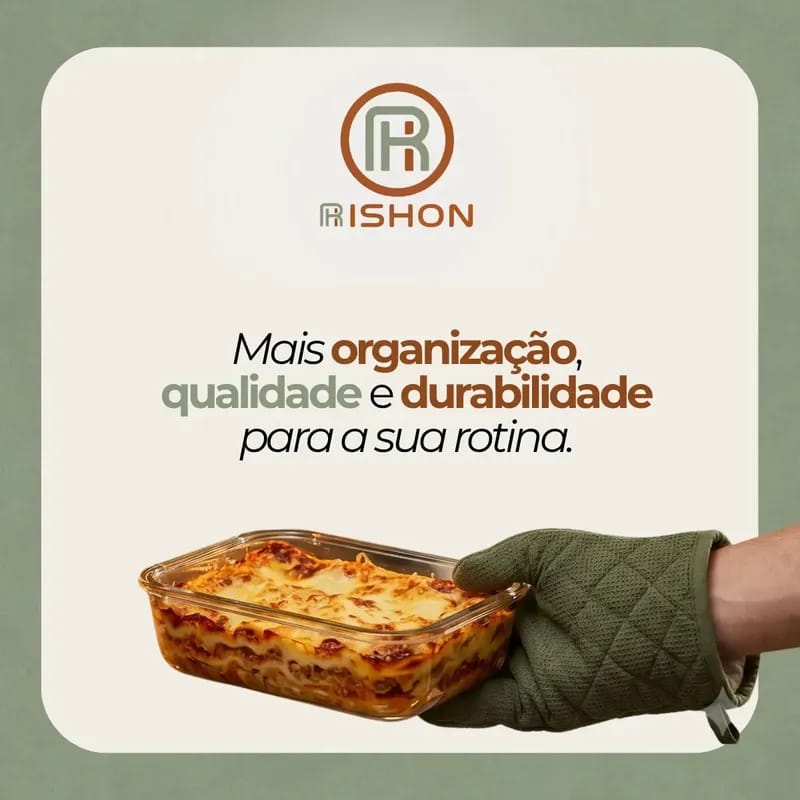 RISHON
Mais organização,
qualidade e durabilidade
para a sua rotina.